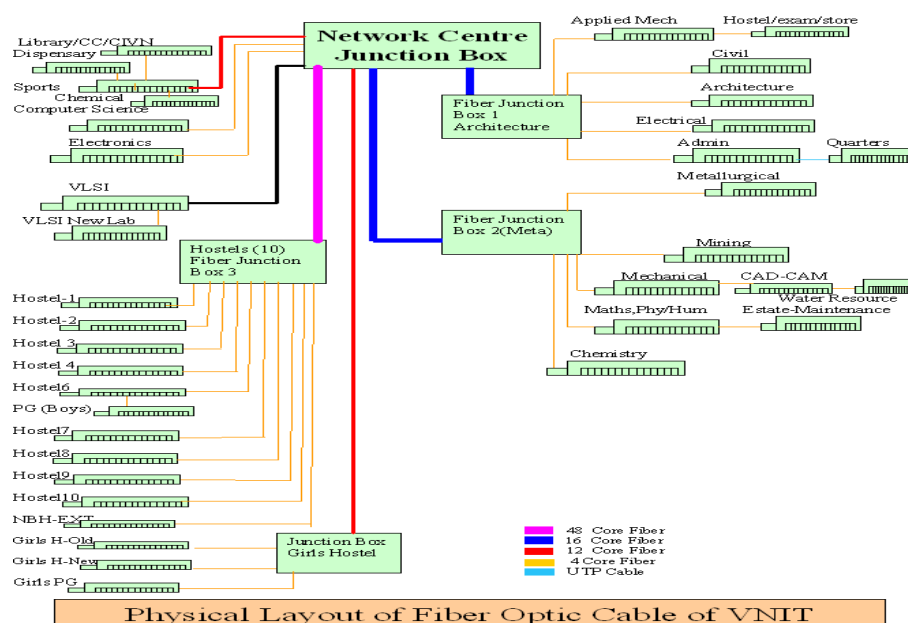 Network Centre
Junction Box
Library/CC/CIVN
Dispensary
Sports
Chemical
Computer Science
Electronics
VLSI
VLSI New Lab
Applied Mech
Hostel/exam/store
Civil
Fiber Junction
Box 1
Architecture
Architecture
Electrical
Admin
Quarters
Metallurgical
Fiber Junction
Box 2(Meta)
Mining
Mechanical
CAD-CAM
Water Resource
Maths,Phy/Hum
Estate-Maintenance
Chemistry
Hostels (10)
Fiber Junction
Box 3
Hostel-1
Hostel-2
Hostel 3
Hostel 4
Hostel6
PG (Boys)
Hostel7
Hostel8
Hostel9
Hostel10
NBH-EXT
Girls H-Old
Girls H-New
Girls PG
Junction Box
Girls Hostel
48 Core Fiber
16 Core Fiber
12 Core Fiber
4 Core Fiber
UTP Cable
Physical Layout of Fiber Optic Cable of VNIT